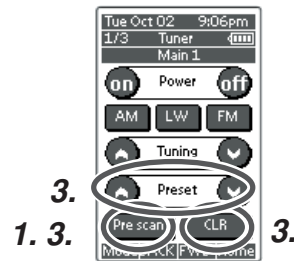 Tue Oct 02 9:06pm
1/3 Tuner
Main 1
on Power off
AM LW FM
Tuning
3. Preset
1. 3. Pre scan CLR 3.